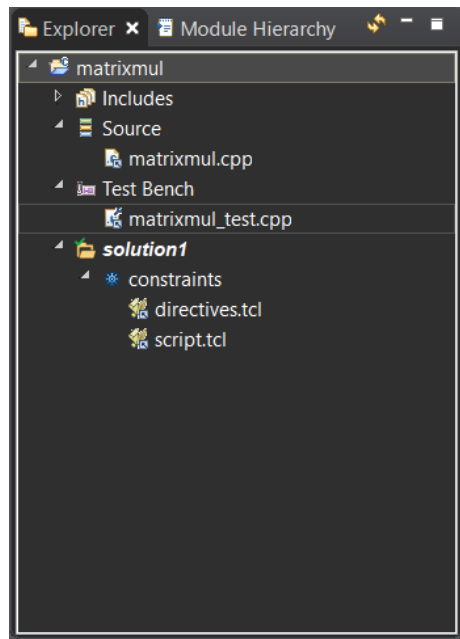 Explorer Module Hierarchy
matrixmul
Includes
Source
matrixmul.cpp
Test Bench
matrixmul_test.cpp
solution1
constraints
directives.tcl
script.tcl